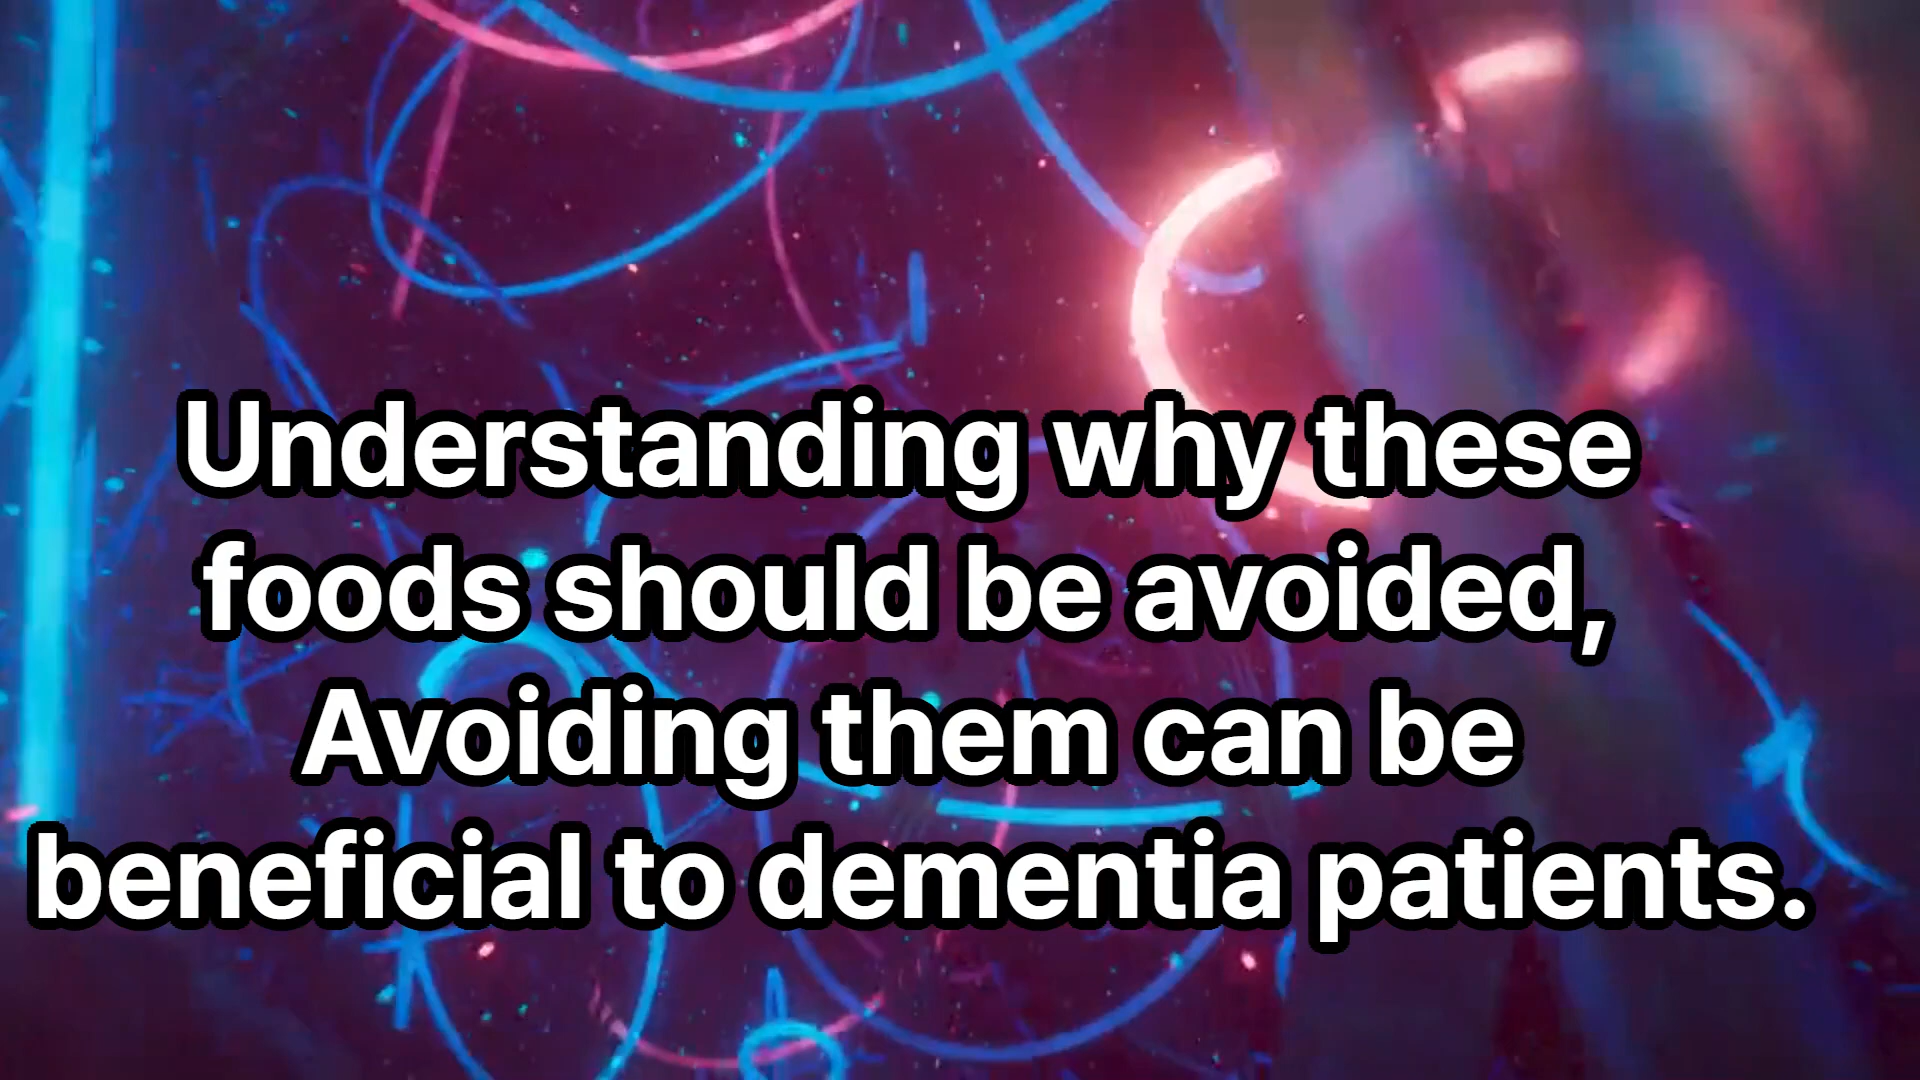 Understanding why these
foods should be avoided,
Avoiding them can be
beneficial to dementia patients.